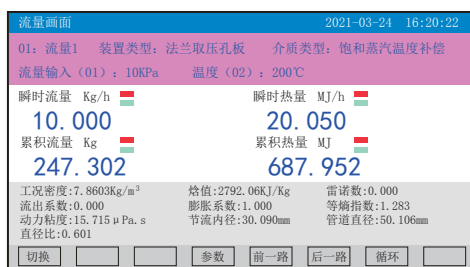 流量画面 2021-03-24 16:20:22
01: 流量1 装置类型: 法兰取压孔板 介质类型: 饱和蒸汽温度补偿
流量输入（01）: 10KPa 温度（02）: 200℃
瞬时流量 Kg/h 瞬时热量 MJ/h
10.000 20.050
累积流量 Kg 累积热量 MJ
247.302 687.952
工况密度:7.8603Kg/m³ 焓值:2792.06KJ/Kg 雷诺数:0.000
流出系数:0.000 膨胀系数:1.000 等熵指数:1.283
动力粘度:15.715μPa.s 节流内径:30.090mm 管道直径:50.106mm
直径比:0.601
切换 参数 前一路 后一路 循环